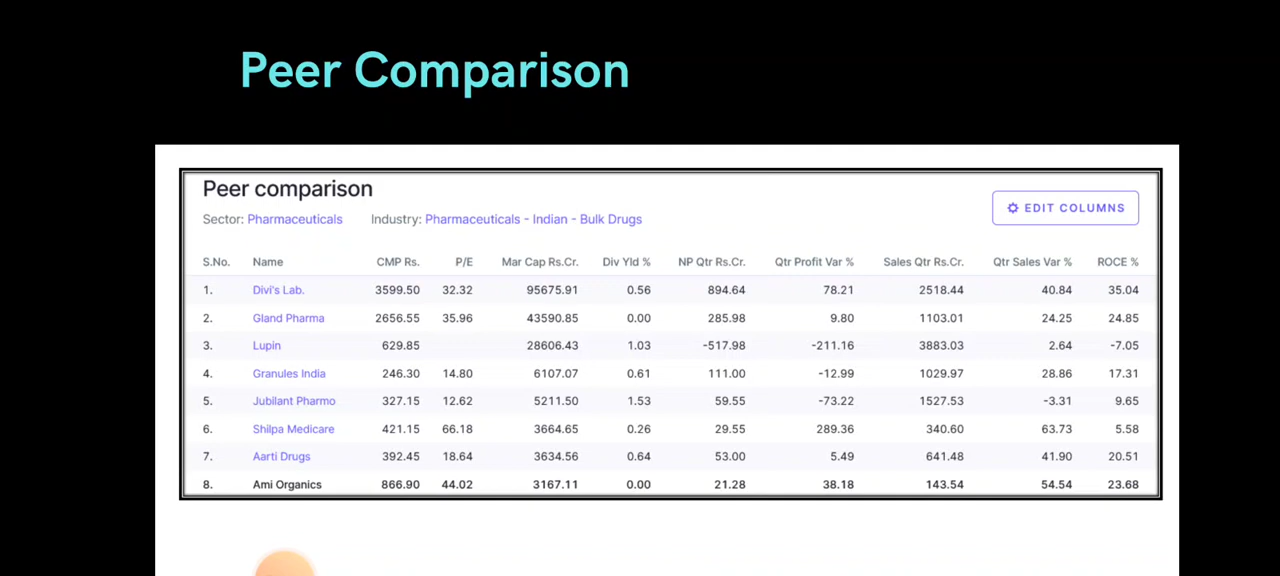 Peer Comparison
Peer comparison
EDIT COLUMNS
Sector: Pharmaceuticals Industry: Pharmaceuticals - Indian - Bulk Drugs
S.No. Name CMP Rs. P/E Mar Cap Rs.Cr. Div Yld % NP Qtr Rs.Cr. Qtr Profit Var % Sales Qtr Rs.Cr. Qtr Sales Var % ROCE %
1. Divi's Lab. 3599.50 32.32 95675.91 0.56 894.64 78.21 2518.44 40.84 35.04
2. Gland Pharma 2656.55 35.96 43590.85 0.00 285.98 9.80 1103.01 24.25 24.85
3. Lupin 629.85 28606.43 1.03 -517.98 -211.16 3883.03 2.64 -7.05
4. Granules India 246.30 14.80 6107.07 0.61 111.00 -12.99 1029.97 28.86 17.31
5. Jubilant Pharmo 327.15 12.62 5211.50 1.53 59.55 -73.22 1527.53 -3.31 9.65
6. Shilpa Medicare 421.15 66.18 3664.65 0.26 29.55 289.36 340.60 63.73 5.58
7. Aarti Drugs 392.45 18.64 3634.56 0.64 53.00 5.49 641.48 41.90 20.51
8. Ami Organics 866.90 44.02 3167.11 0.00 21.28 38.18 143.54 54.54 23.68